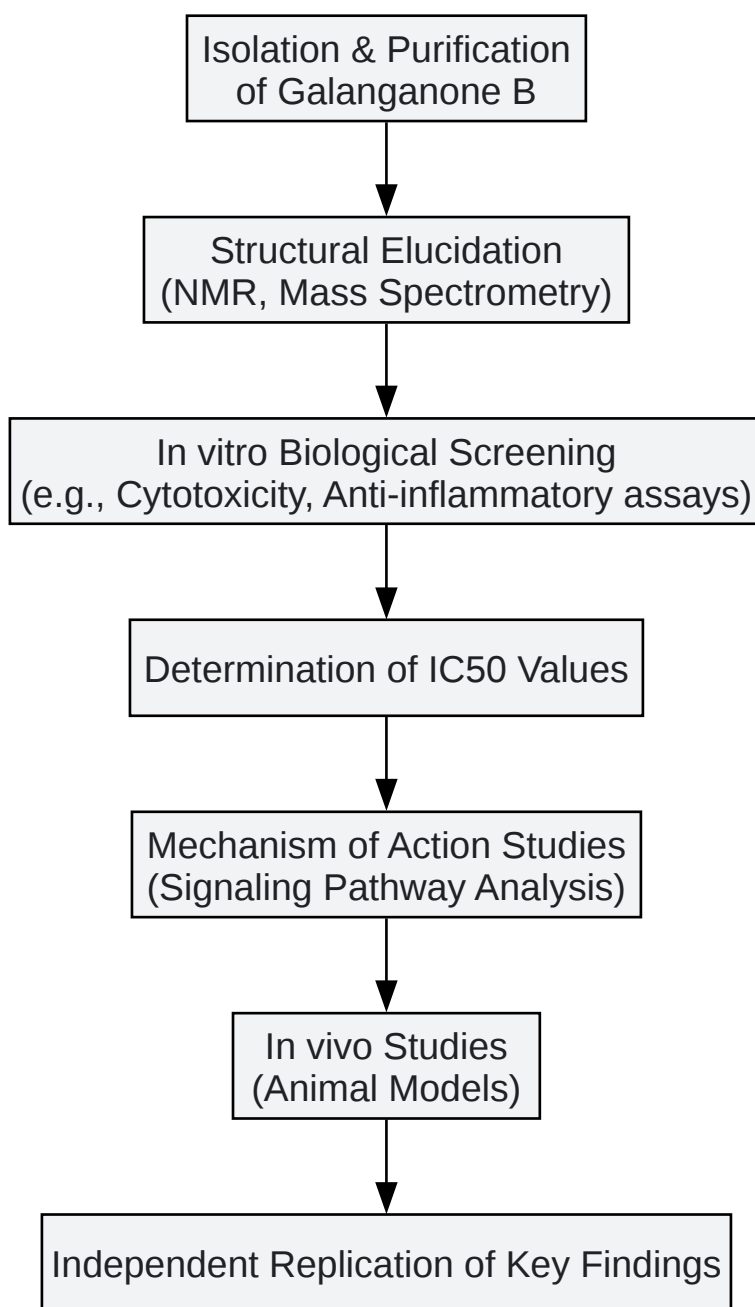 Isolation & Purification
of Galanganone B
Structural Elucidation
(NMR, Mass Spectrometry)
In vitro Biological Screening
(e.g., Cytotoxicity, Anti-inflammatory assays)
Determination of IC50 Values
Mechanism of Action Studies
(Signaling Pathway Analysis)
In vivo Studies
(Animal Models)
Independent Replication of Key Findings